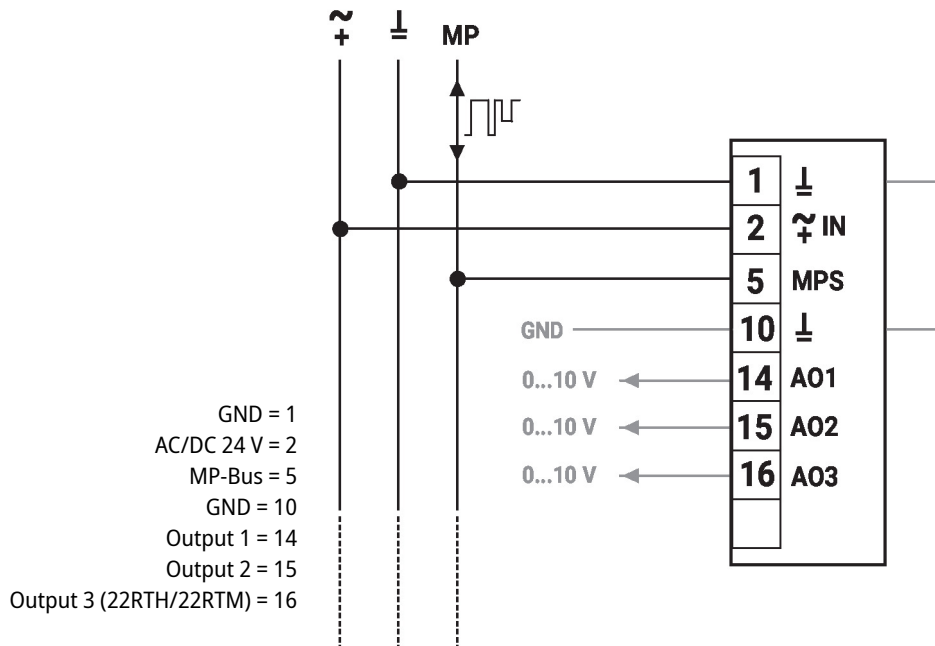 MP
1
2 IN
5 MPS
GND 10
0...10 V 14 AO1
0...10 V 15 AO2
0...10 V 16 AO3
GND = 1
AC/DC 24 V = 2
MP-Bus = 5
GND = 10
Output 1 = 14
Output 2 = 15
Output 3 (22RTH/22RTM) = 16